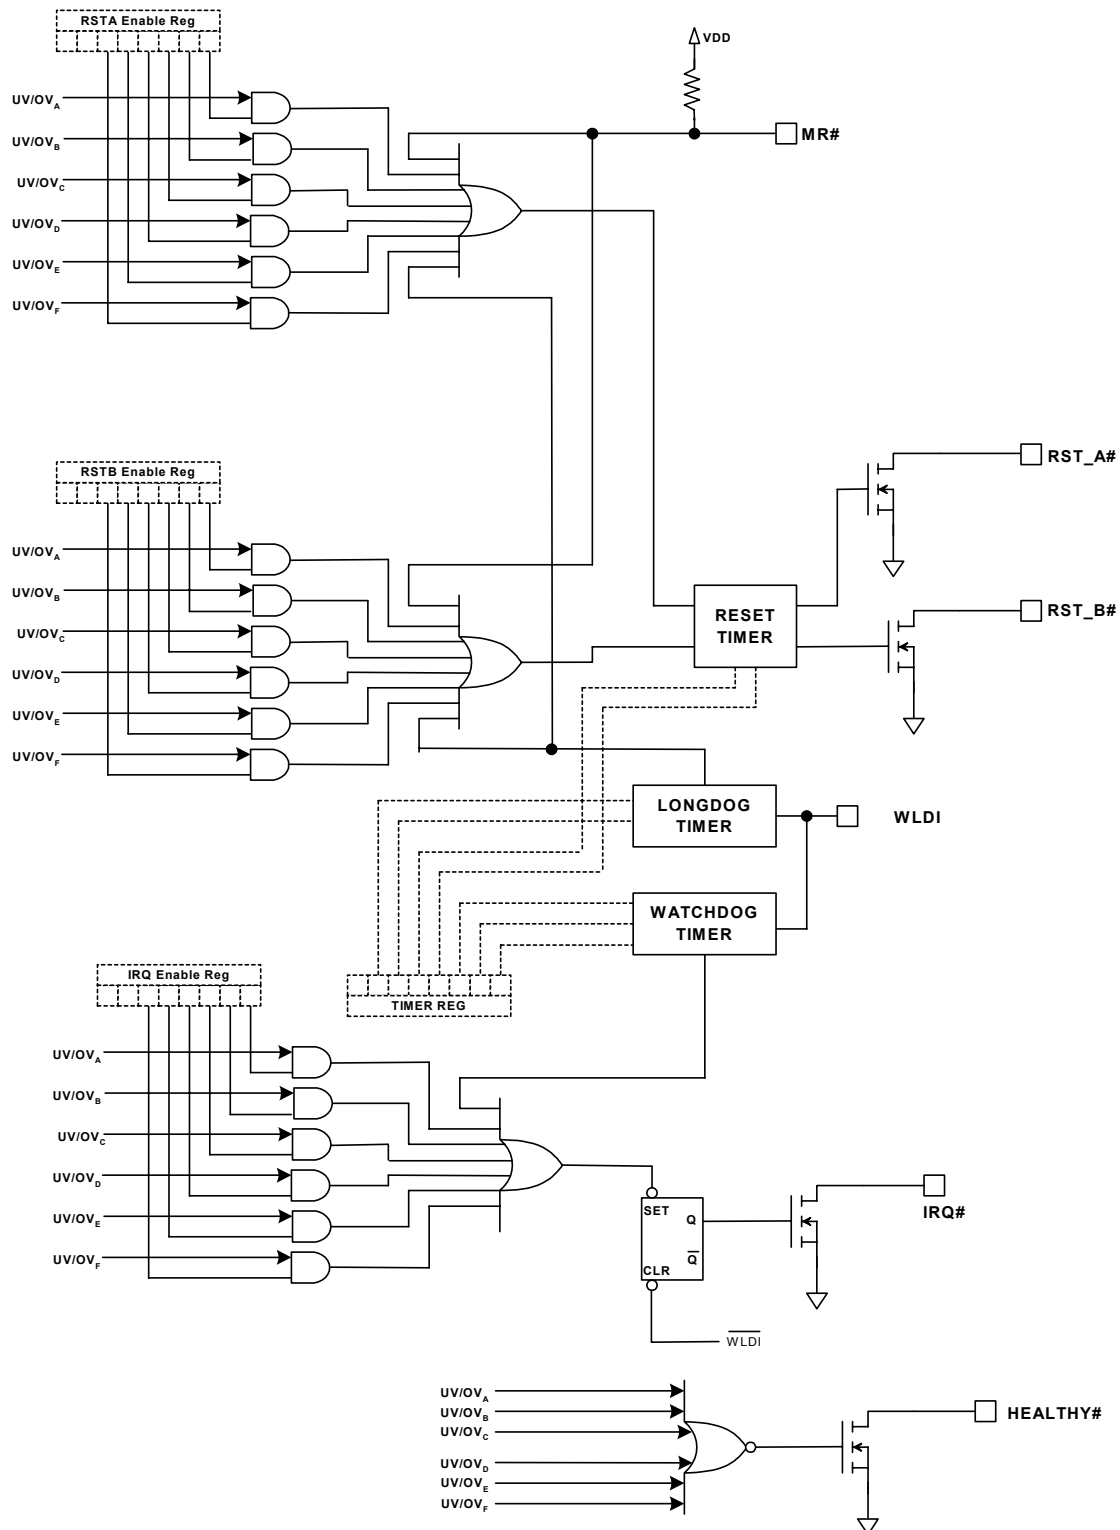 RSTA Enable Reg
VDD
UV/OVA
MR#
UV/OVB
UV/OVC
UV/OVD
UV/OVE
UV/OVF
RST_A#
RSTB Enable Reg
UV/OVA
UV/OVB
RST_B#
RESET
TIMER
UV/OVC
UV/OVD
UV/OVE
UV/OVF
LONGDOG
TIMER
WLDI
WATCHDOG
TIMER
IRQ Enable Reg
TIMER REG
UV/OVA
UV/OVB
UV/OVC
UV/OVD
UV/OVE
UV/OVF
SET
Q
IRQ#
Q̅
CLR
W̅L̅D̅I̅
UV/OVA
UV/OVB
UV/OVC
HEALTHY#
UV/OVD
UV/OVE
UV/OVF